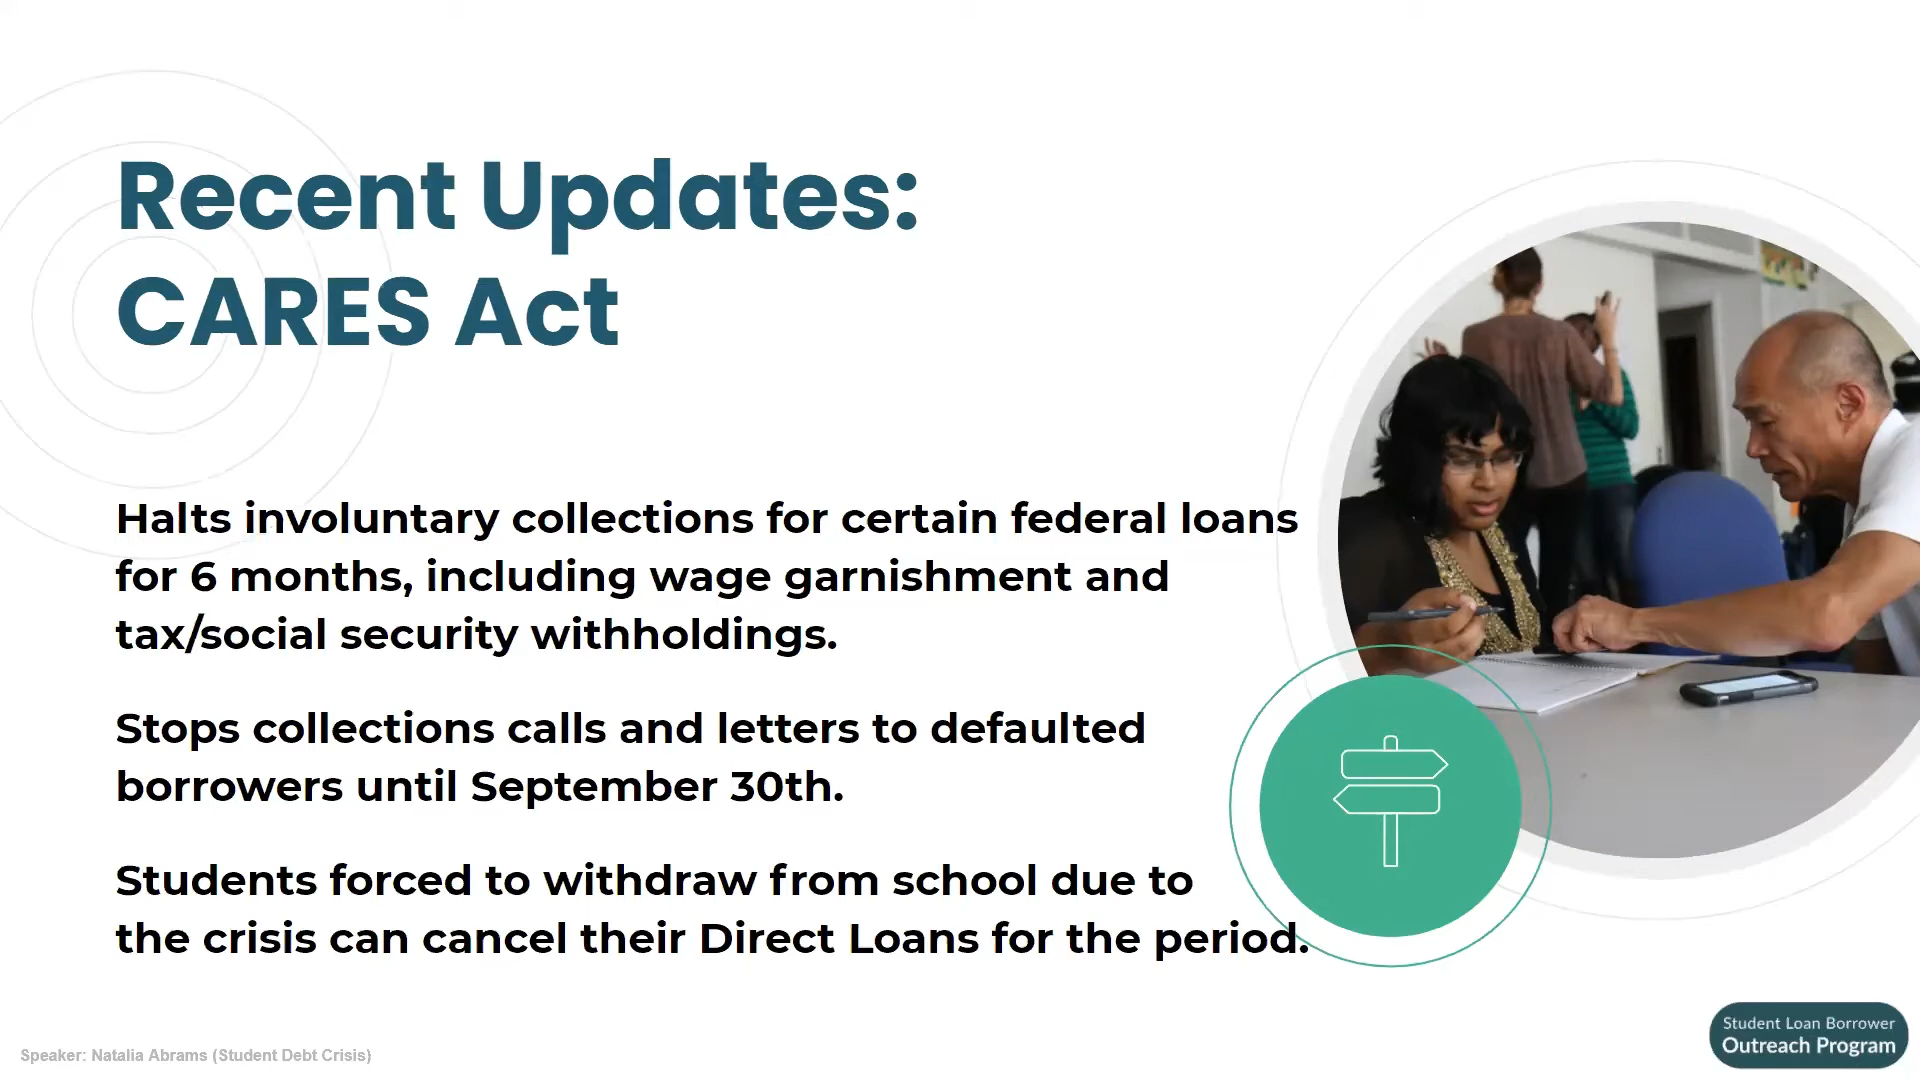 Recent Updates:
CARES Act
Halts involuntary collections for certain federal loans
for 6 months, including wage garnishment and
tax/social security withholdings.
Stops collections calls and letters to defaulted
borrowers until September 30th.
Students forced to withdraw from school due to
the crisis can cancel their Direct Loans for the period.
Speaker: Natalia Abrams (Student Debt Crisis)
Student Loan Borrower
Outreach Program